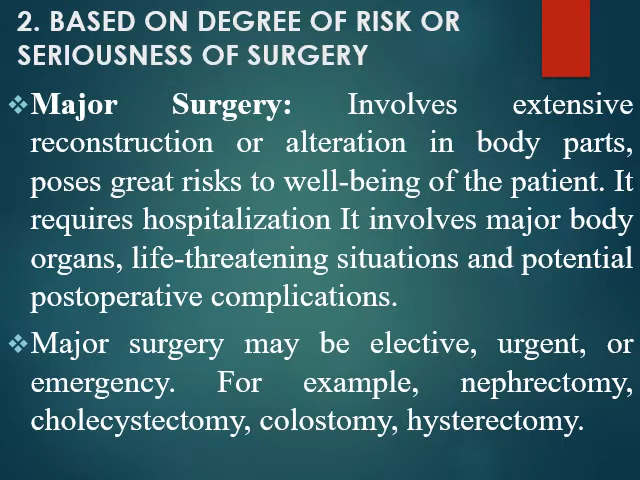 2. BASED ON DEGREE OF RISK OR
SERIOUSNESS OF SURGERY
Major Surgery: Involves extensive
reconstruction or alteration in body parts,
poses great risks to well-being of the patient. It
requires hospitalization It involves major body
organs, life-threatening situations and potential
postoperative complications.
Major surgery may be elective, urgent, or
emergency. For example, nephrectomy,
cholecystectomy, colostomy, hysterectomy.